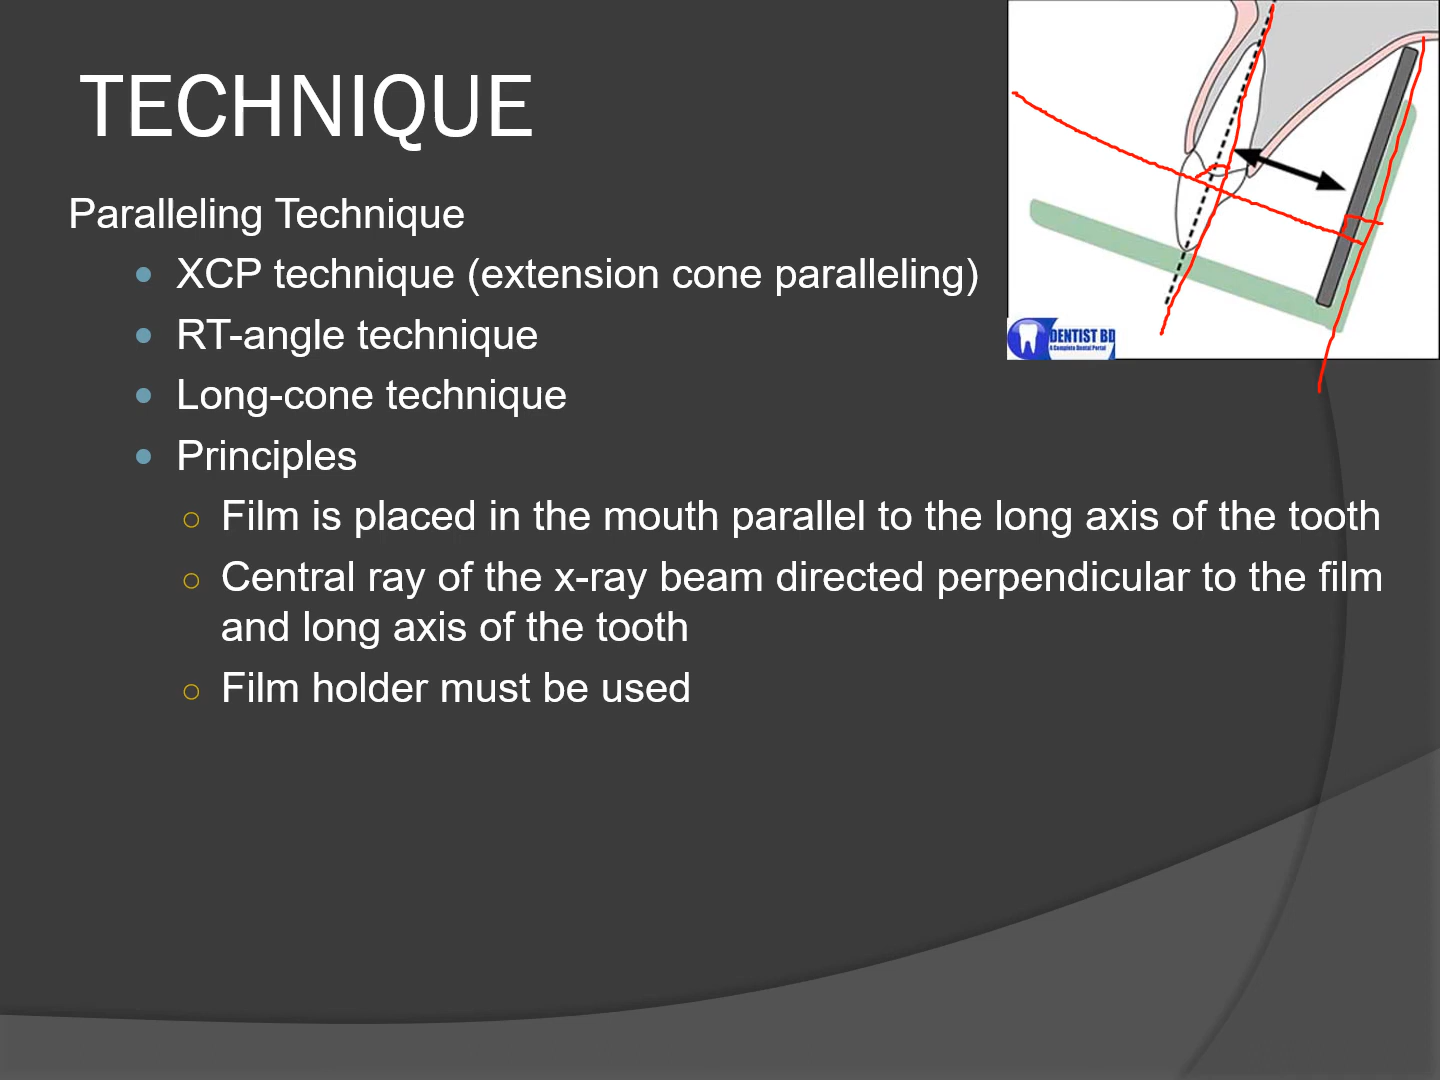 TECHNIQUE
Paralleling Technique
XCP technique (extension cone paralleling)
RT-angle technique
Long-cone technique
Principles
Film is placed in the mouth parallel to the long axis of the tooth
Central ray of the x-ray beam directed perpendicular to the film
and long axis of the tooth
Film holder must be used
DENTIST BD
A Complete Dental Portal